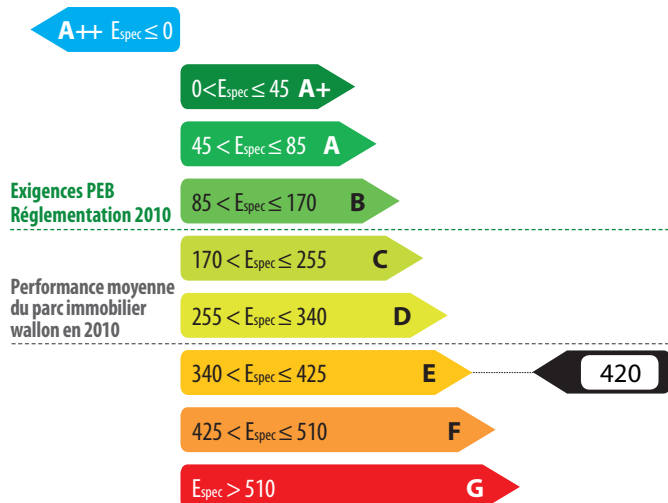 A++ Espec ≤ 0
0<Espec ≤ 45 A+
45 < Espec ≤ 85 A
Exigences PEB
Réglementation 2010
85 < Espec ≤ 170 B
170 < Espec ≤ 255 C
Performance moyenne
du parc immobilier
wallon en 2010
255 < Espec ≤ 340 D
340 < Espec ≤ 425 E
420
425 < Espec ≤ 510 F
Espec > 510 G